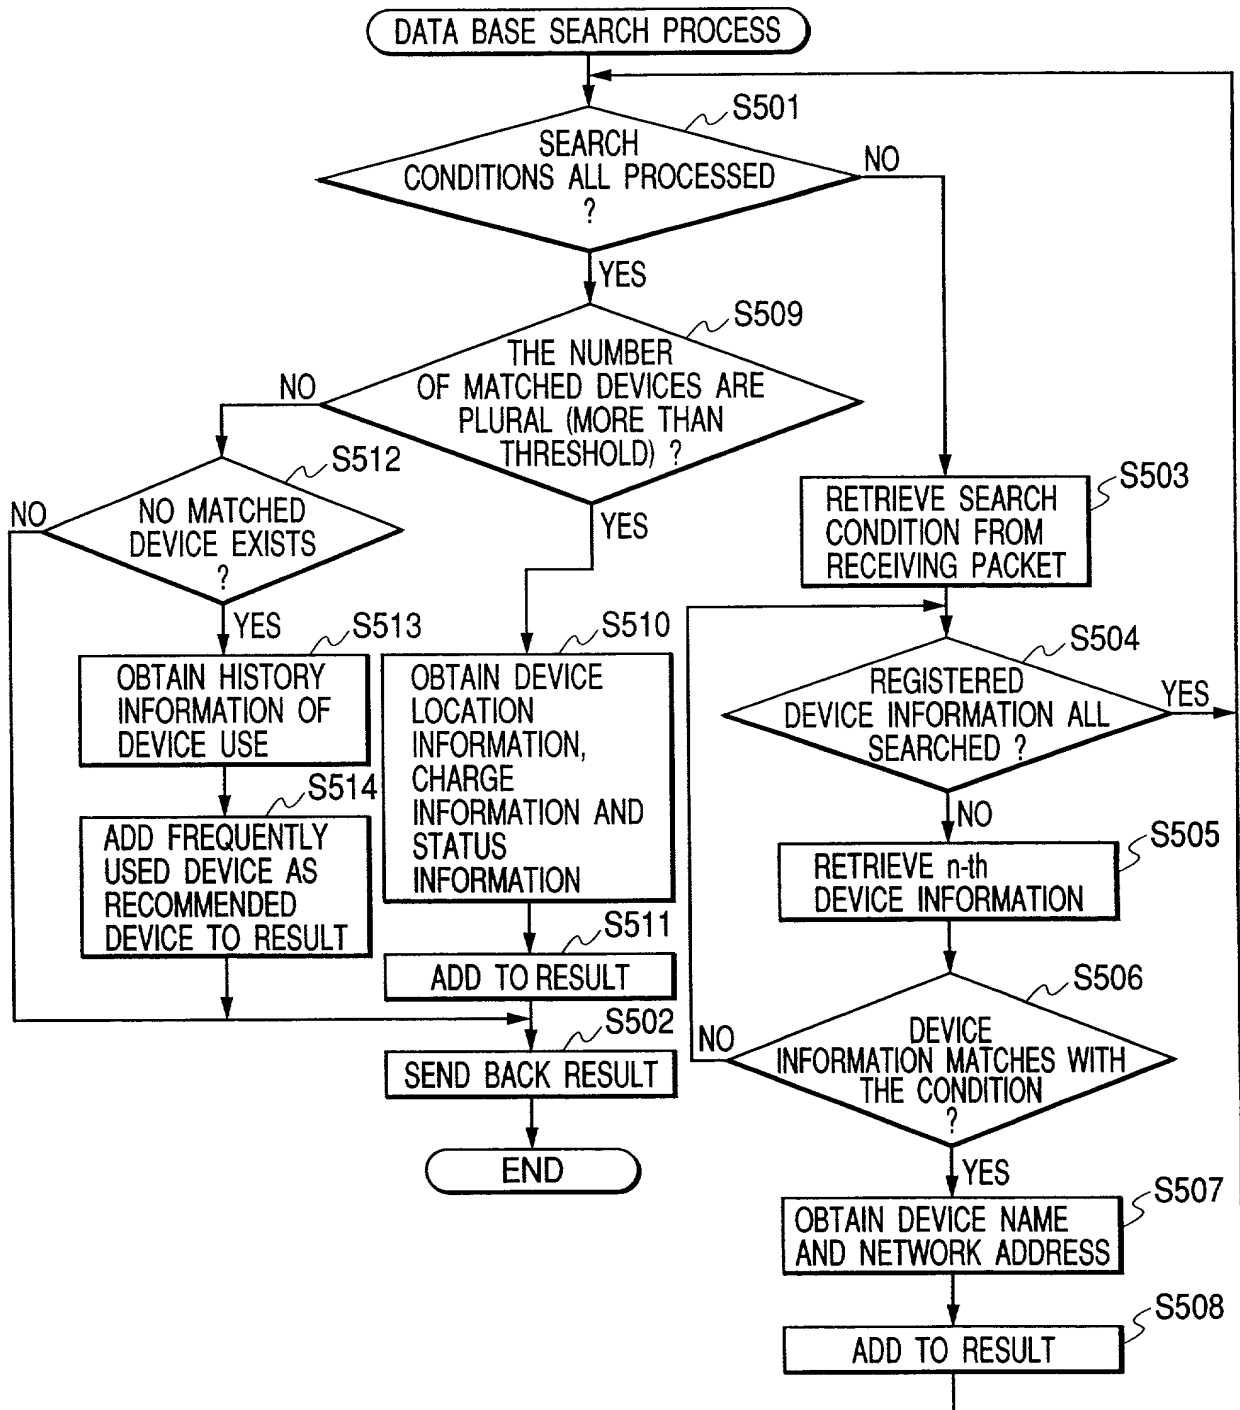 DATA BASE SEARCH PROCESS
S501
SEARCH
CONDITIONS ALL PROCESSED
?
NO
YES
S509
THE NUMBER
OF MATCHED DEVICES ARE
PLURAL (MORE THAN
THRESHOLD) ?
NO
YES
S512
NO MATCHED
DEVICE EXISTS
?
NO
YES
S503
RETRIEVE SEARCH
CONDITION FROM
RECEIVING PACKET
S513
OBTAIN HISTORY
INFORMATION OF
DEVICE USE
S514
ADD FREQUENTLY
USED DEVICE AS
RECOMMENDED
DEVICE TO RESULT
S510
OBTAIN DEVICE
LOCATION
INFORMATION,
CHARGE
INFORMATION AND
STATUS
INFORMATION
S511
ADD TO RESULT
S502
SEND BACK RESULT
END
S504
REGISTERED
DEVICE INFORMATION ALL
SEARCHED ?
YES
NO
S505
RETRIEVE n-th
DEVICE INFORMATION
S506
DEVICE
INFORMATION MATCHES WITH
THE CONDITION
?
NO
YES
S507
OBTAIN DEVICE NAME
AND NETWORK ADDRESS
S508
ADD TO RESULT